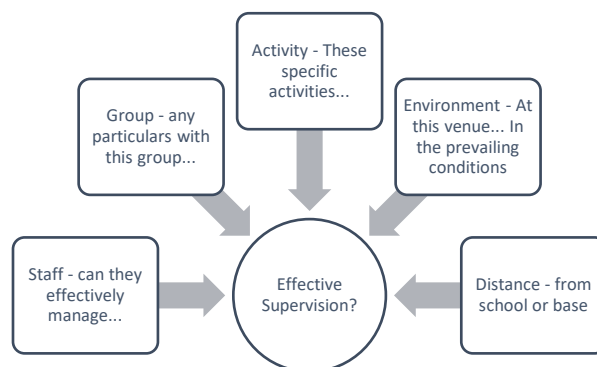 Activity - These
specific
activities...
Group - any
particulars with
this group...
Environment - At
this venue... In
the prevailing
conditions
Staff - can they
effectively
manage...
Effective
Supervision?
Distance - from
school or base